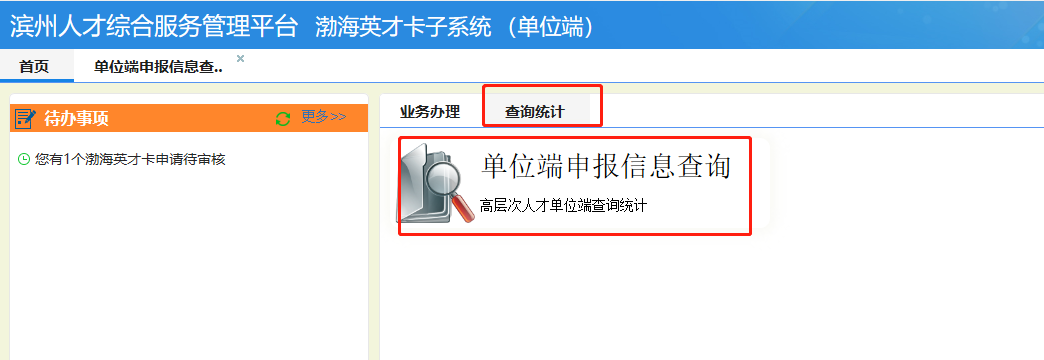 滨州人才综合服务管理平台 渤海英才卡子系统 （单位端）
首页 单位端申报信息查..
待办事项 更多>>
您有1个渤海英才卡申请待审核
业务办理 查询统计
单位端申报信息查询
高层次人才单位端查询统计